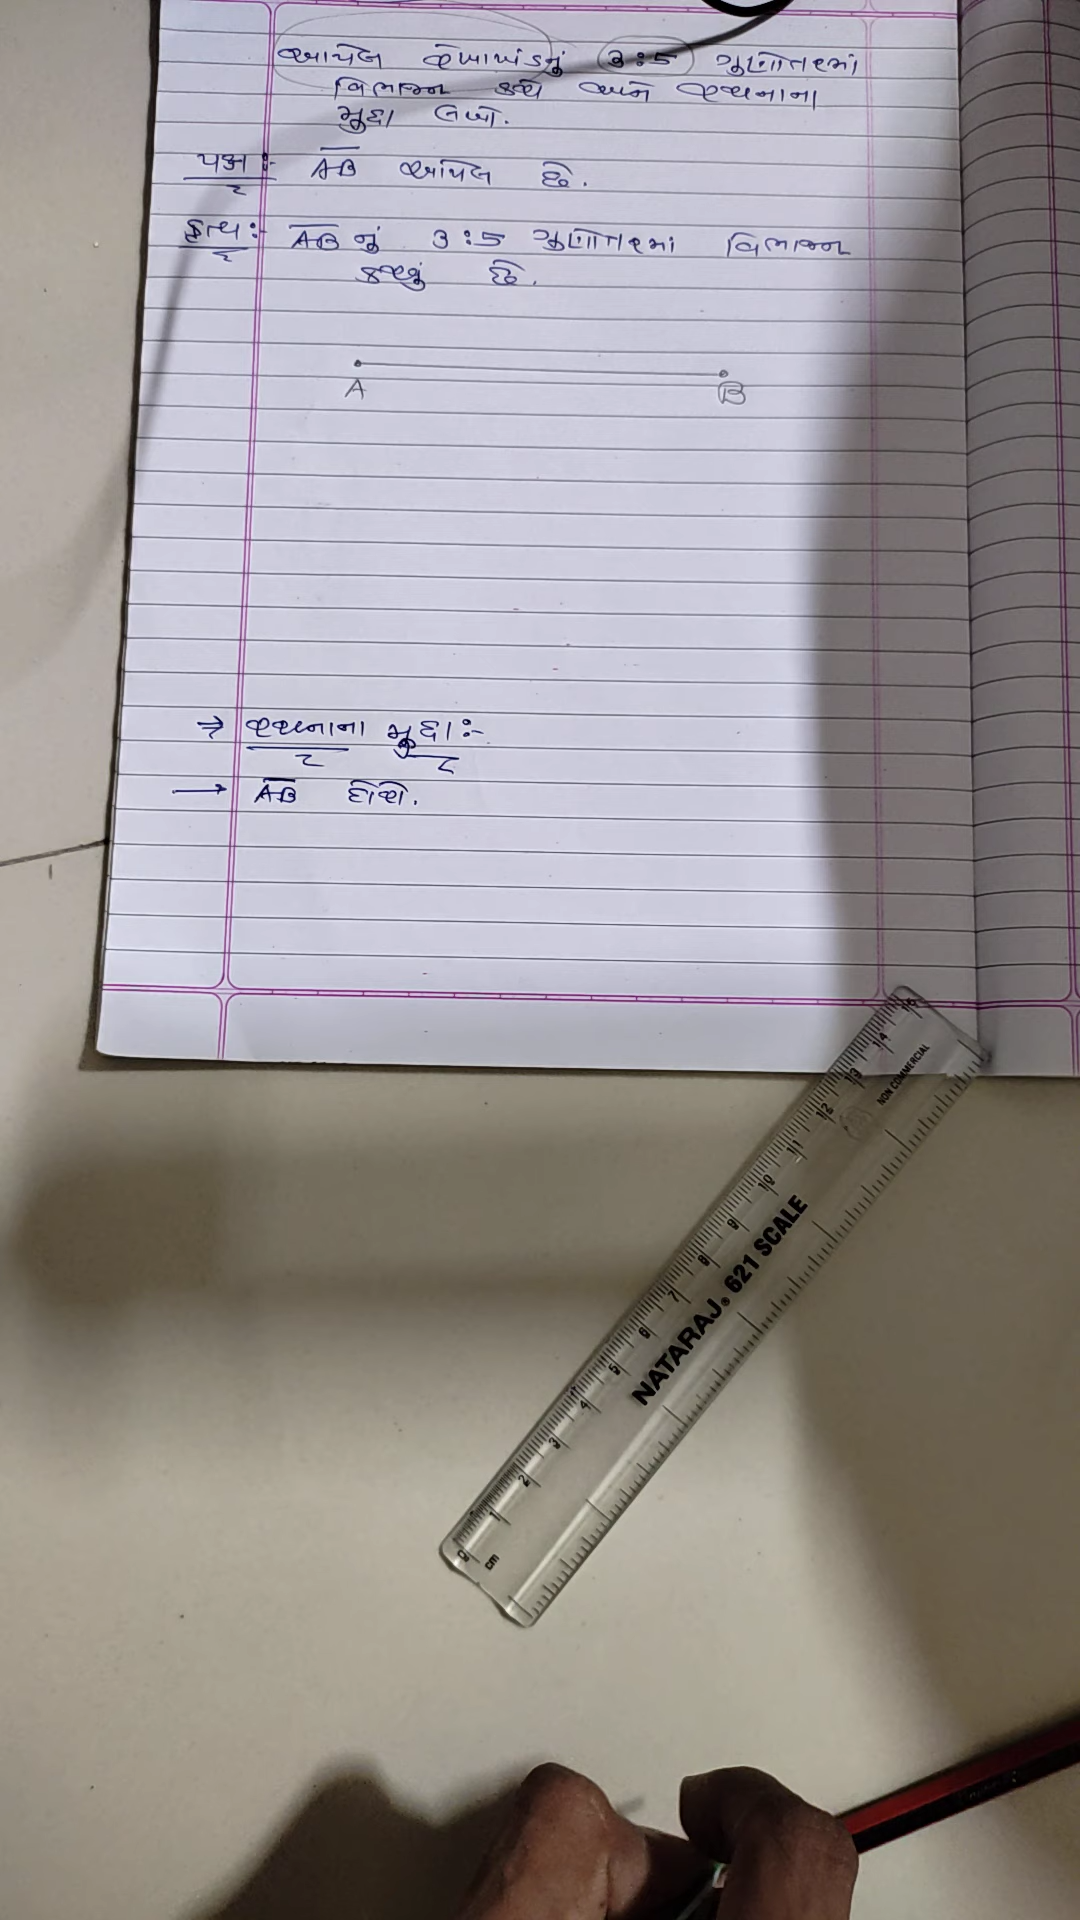 આપેલ રેખાખંડનું 3:5 ગુણોત્તરમાં
વિભાજન કરો અને રચનાના
મુદ્દા લખો.
પક્ષ :- AB આપેલ છે.
કૃત્ય :- AB નું 3:5 ગુણોત્તરમાં વિભાજન
કરવું છે.
A B
→ રચનાના મુદ્દા :-
→ AB દોરો.
0 1 2 3 4 5 6 7 8 9 10 11 12 13 14 15
cm
NATARAJ® 621 SCALE
NON COMMERCIAL